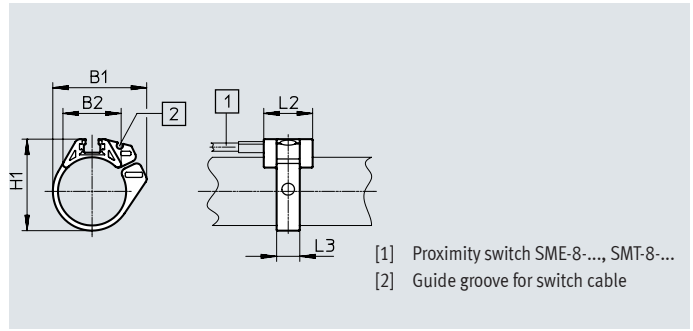 B1
B2
2
H1
1
L2
L3
[1] Proximity switch SME-8-..., SMT-8-...
[2] Guide groove for switch cable